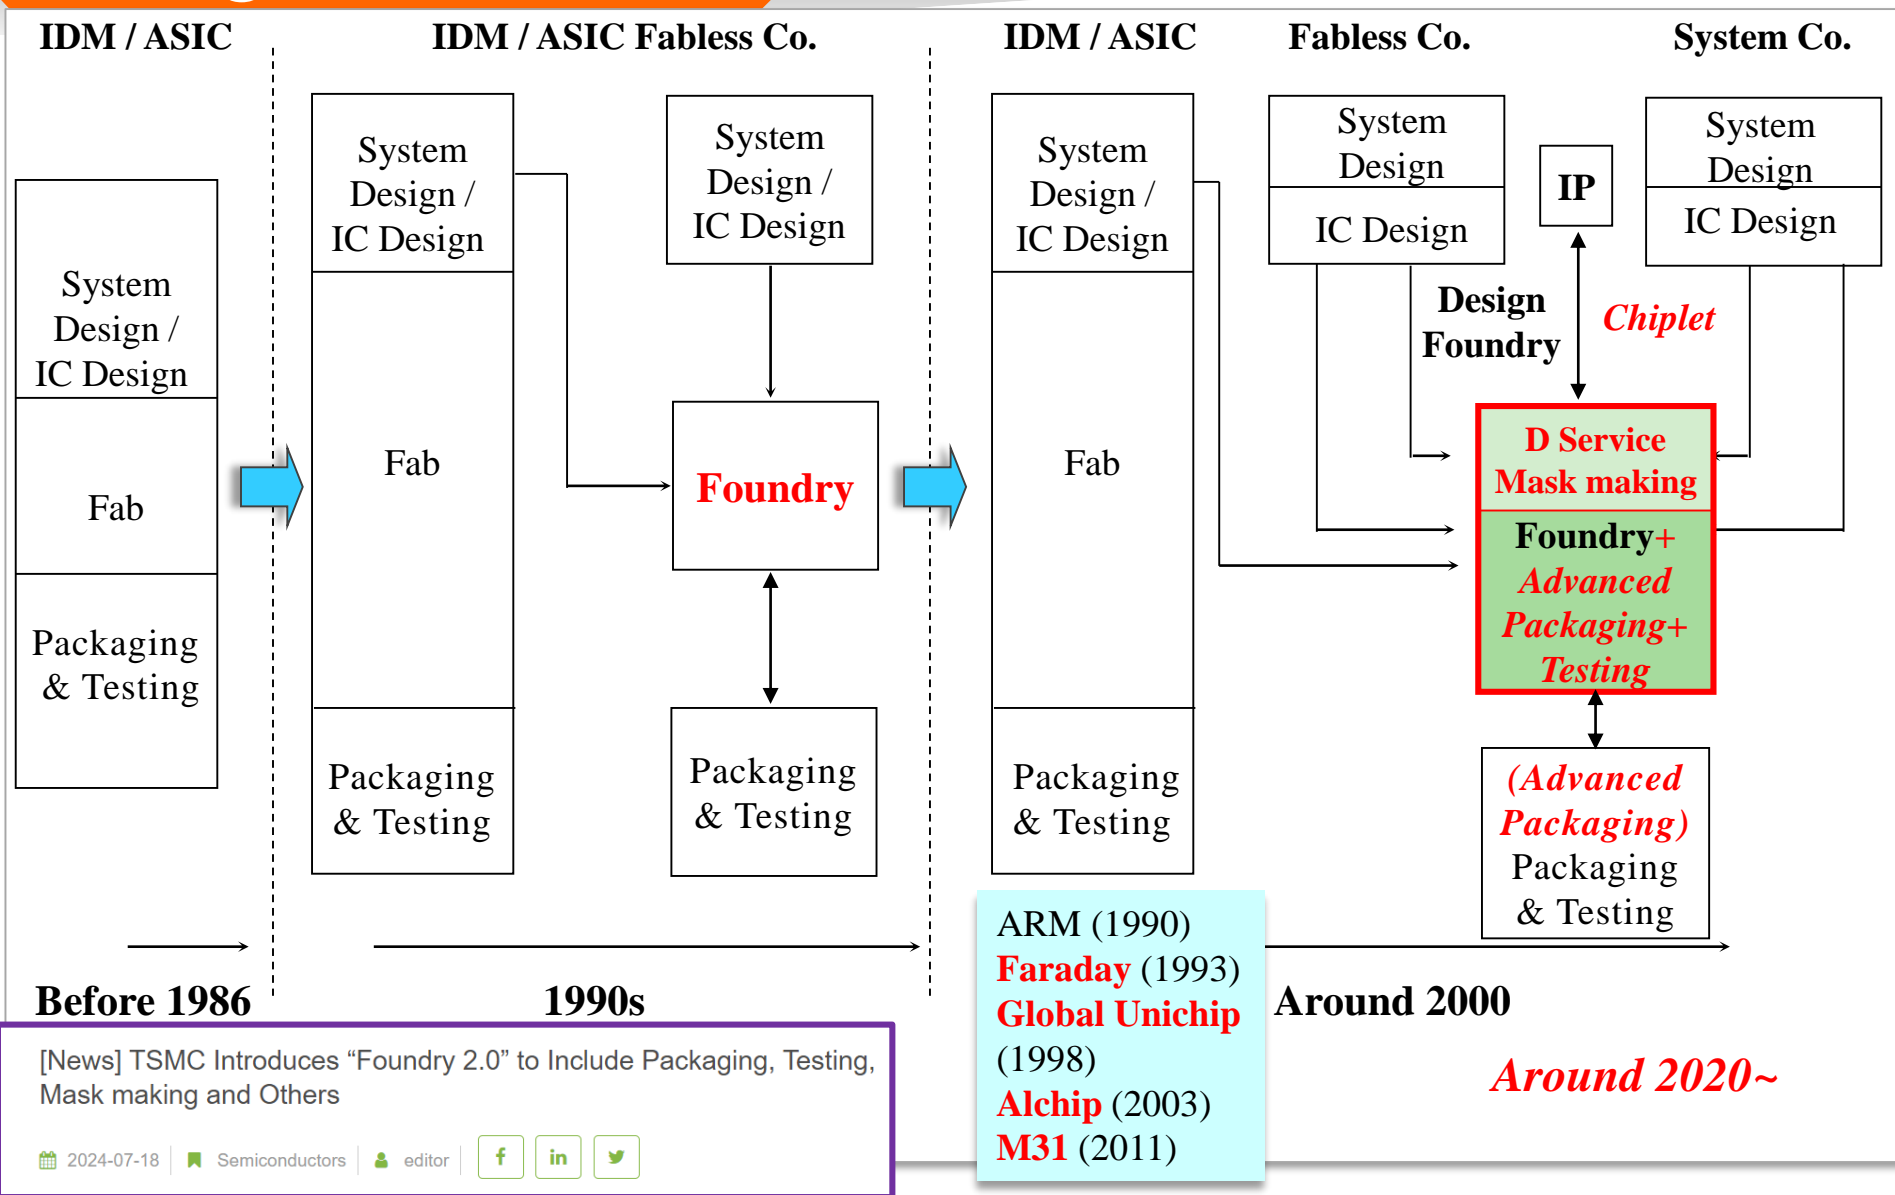 IDM / ASIC
IDM / ASIC Fabless Co.
IDM / ASIC
Fabless Co.
System Co.
System
Design /
IC Design
Fab
Packaging
& Testing
System
Design /
IC Design
Fab
Packaging
& Testing
System
Design /
IC Design
Foundry
Packaging
& Testing
System
Design /
IC Design
Fab
Packaging
& Testing
System
Design
IC Design
IP
System
Design
IC Design
Design
Foundry
Chiplet
D Service
Mask making
Foundry+
Advanced
Packaging+
Testing
(Advanced
Packaging)
Packaging
& Testing
Before 1986
1990s
ARM (1990)
Faraday (1993)
Global Unichip
(1998)
Alchip (2003)
M31 (2011)
Around 2000
Around 2020~
[News] TSMC Introduces “Foundry 2.0” to Include Packaging, Testing,
Mask making and Others
2024-07-18 Semiconductors editor f in